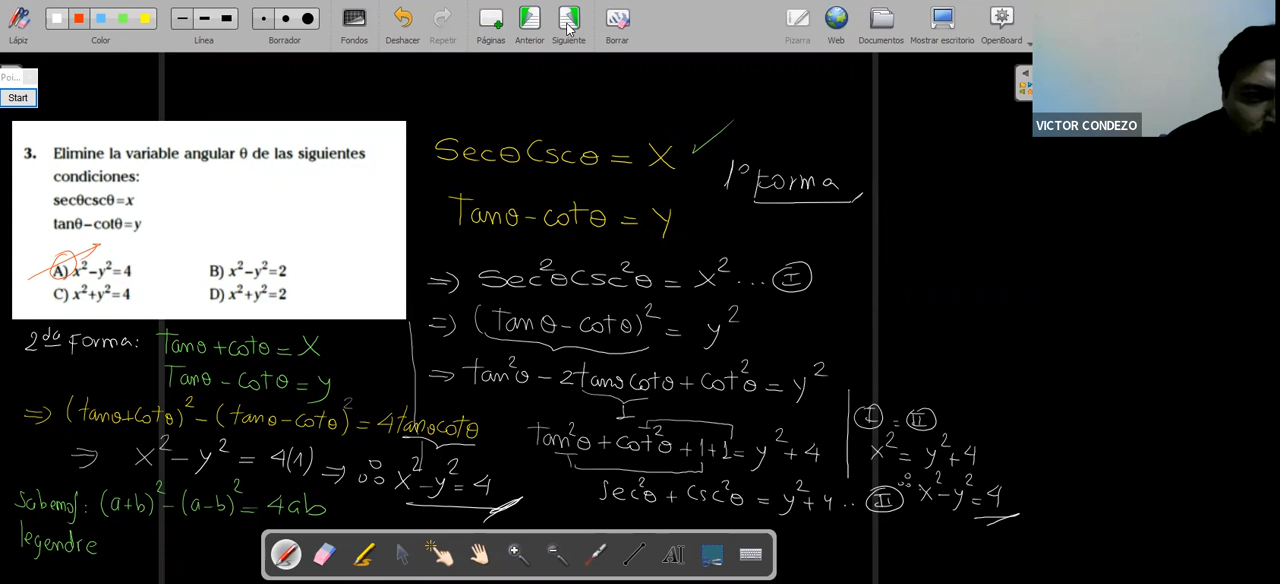 Lápiz Color Línea Borrador Fondos Deshacer Repetir Páginas Anterior Siguiente Borrar Pizarra Web Documentos Mostrar escritorio OpenBoard
Poi...
Start
VICTOR CONDEZO
3. Elimine la variable angular θ de las siguientes
condiciones:
secθcscθ=x
tanθ−cotθ=y
A) x²−y²=4 B) x²−y²=2
C) x²+y²=4 D) x²+y²=2
Secθ Cscθ = X
Tanθ - cotθ = Y
1° Forma
⇒ Sec²θ Csc²θ = X² ... I
⇒ (tanθ - cotθ)² = y²
⇒ tan²θ - 2tanθcotθ + cot²θ = y²
1
tan²θ + cot²θ + 1 + 1 = y² + 4
sec²θ + csc²θ = y² + 4 .. II
I = II
x² = y² + 4
∴ x² - y² = 4
2da Forma: Tanθ + cotθ = X
Tanθ - cotθ = y
⇒ (tanθ + cotθ)² - (tanθ - cotθ)² = 4tanθcotθ
⇒ x² - y² = 4(1) ⇒ ∴ x² - y² = 4
Sabemos: (a+b)² - (a-b)² = 4ab
legendre
AI